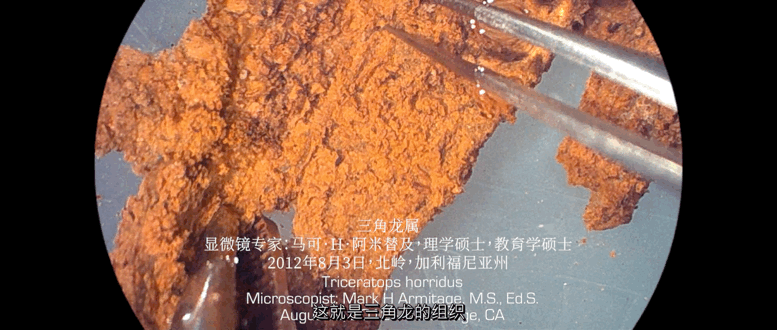 三角龙属
显微镜专家:马可·H·阿米替及,理学硕士,教育学硕士
2012年8月3日,北岭,加利福尼亚州
Triceratops horridus
Microscopist: Mark H Armitage, M.S., Ed.S.
这就是三角龙的组织
CA